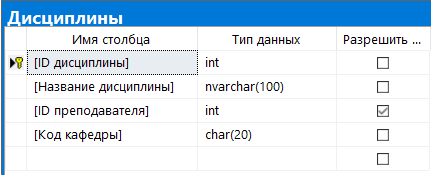 Дисциплины
Имя столбца Тип данных Разрешить ...
[ID дисциплины] int
[Название дисциплины] nvarchar(100)
[ID преподавателя] int
[Код кафедры] char(20)